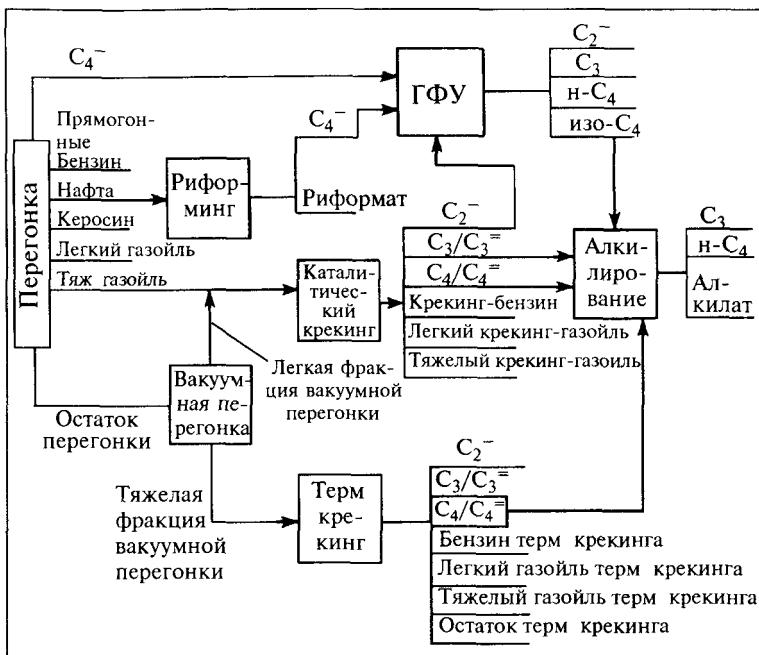 C₄⁻
Прямогон-
ные
Бензин
Нафта
Керосин
Легкий газойль
Тяж газойль
Перегонка
Остаток
перегонки
Рифор-
минг
C₄⁻
Риформат
ГФУ
C₂⁻
C₃
н-C₄
изо-C₄
Катали-
тический
крекинг
C₂⁻
C₃/C₃⁼
C₄/C₄⁼
Крекинг-бензин
Легкий крекинг-газойль
Тяжелый крекинг-газоиль
Алки-
лиро-
вание
C₃
н-C₄
Ал-
килат
Вакуум-
ная пе-
регонка
Легкая фрак-
ция вакуумной
перегонки
Тяжелая
фракция
вакуумной
перегонки
Терм
кре-
кинг
C₂⁻
C₃/C₃⁼
C₄/C₄⁼
Бензин терм крекинга
Легкий газойль терм крекинга
Тяжелый газойль терм крекинга
Остаток терм крекинга